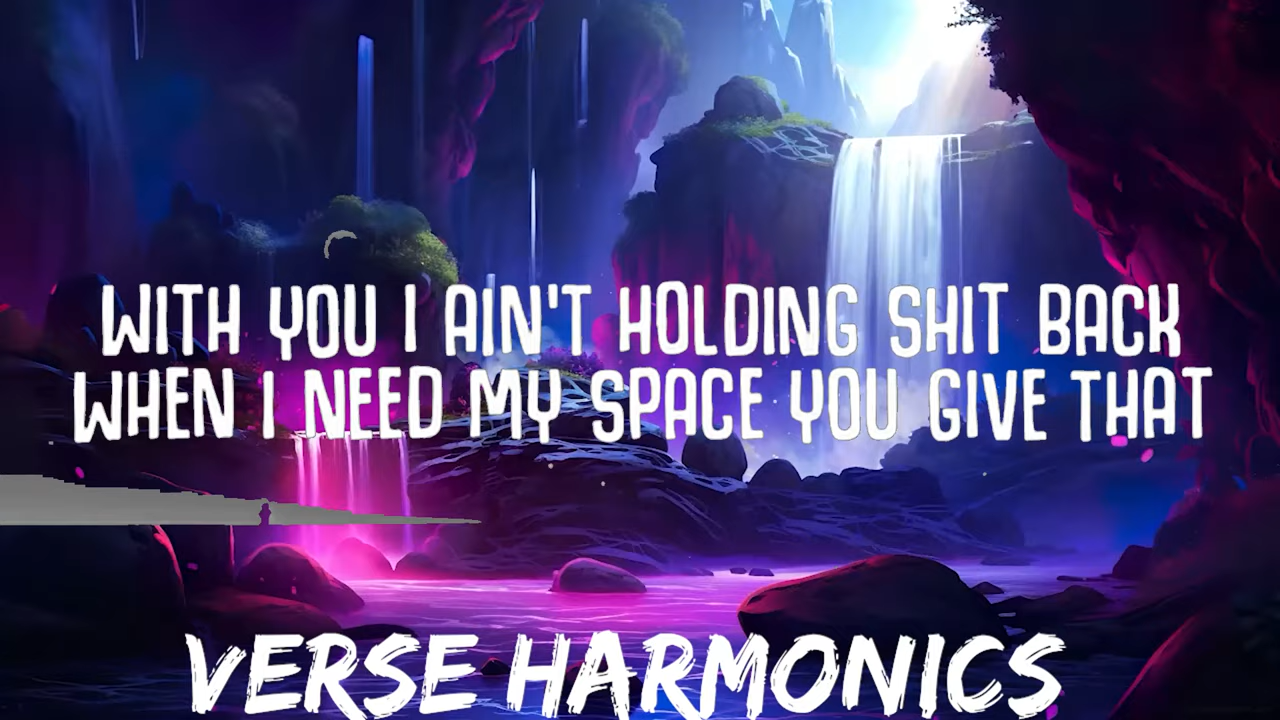 WITH YOU I AIN'T HOLDING SHIT BACK
WHEN I NEED MY SPACE YOU GIVE THAT
VERSE HARMONICS